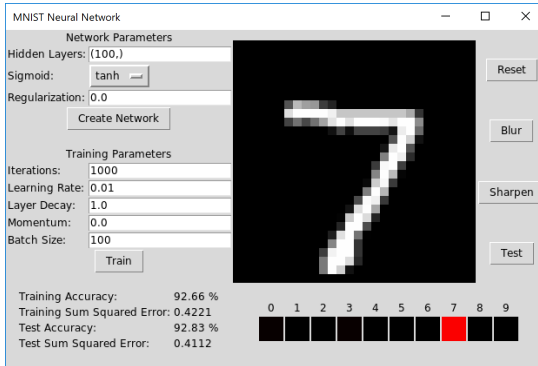 MNIST Neural Network
Network Parameters
Hidden Layers: (100,)
Sigmoid: tanh
Regularization: 0.0
Create Network
Training Parameters
Iterations: 1000
Learning Rate: 0.01
Layer Decay: 1.0
Momentum: 0.0
Batch Size: 100
Train
7
Reset
Blur
Sharpen
Test
Training Accuracy: 92.66 %
Training Sum Squared Error: 0.4221
Test Accuracy: 92.83 %
Test Sum Squared Error: 0.4112
0 1 2 3 4 5 6 7 8 9